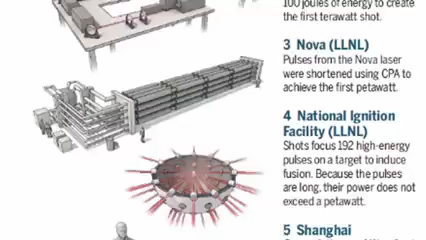 100 joules of energy to create
the first terawatt shot.
3 Nova (LLNL)
Pulses from the Nova laser
were shortened using CPA to
achieve the first petawatt.
4 National Ignition
Facility (LLNL)
Shots focus 192 high-energy
pulses on a target to induce
fusion. Because the pulses
are long, their power does not
exceed a petawatt.
5 Shanghai